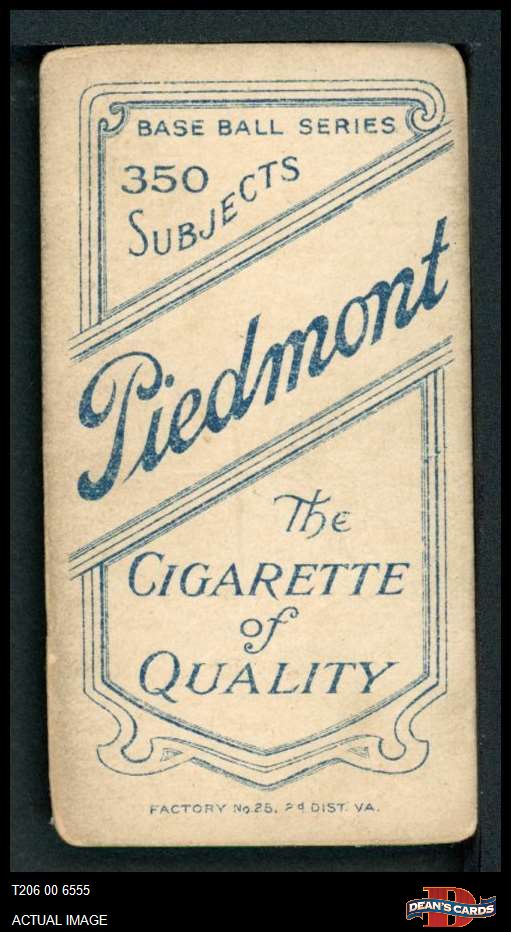 BASE BALL SERIES
350
SUBJECTS
Piedmont
The
CIGARETTE
of
QUALITY
FACTORY No.25, 2d DIST. VA.
T206 00 6555
ACTUAL IMAGE
D
DEAN'S CARDS